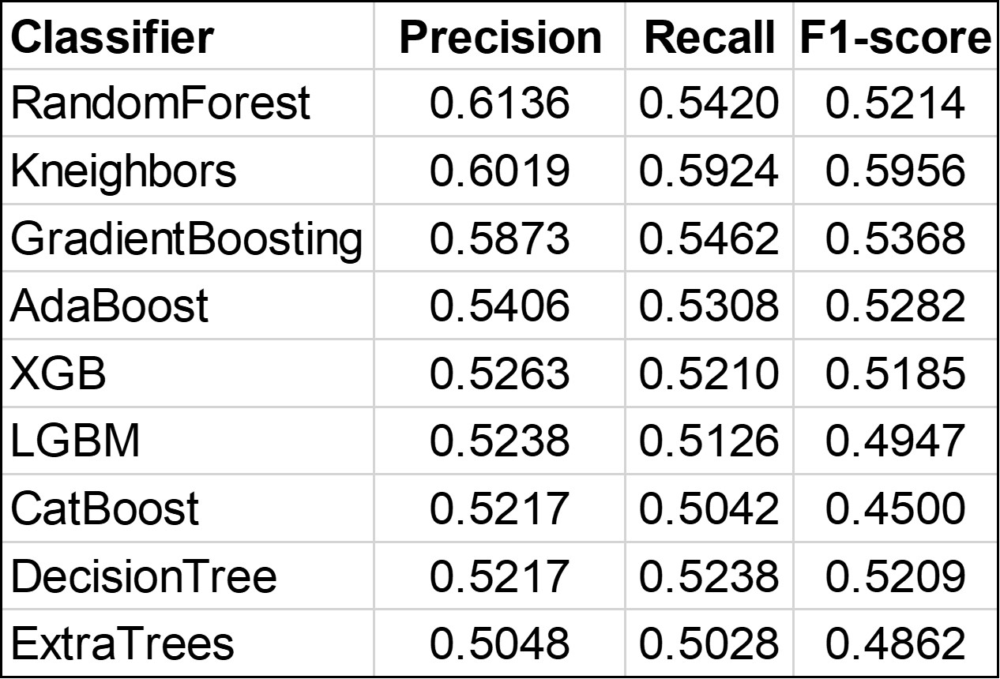 Classifier Precision Recall F1-score
RandomForest 0.6136 0.5420 0.5214
Kneighbors 0.6019 0.5924 0.5956
GradientBoosting 0.5873 0.5462 0.5368
AdaBoost 0.5406 0.5308 0.5282
XGB 0.5263 0.5210 0.5185
LGBM 0.5238 0.5126 0.4947
CatBoost 0.5217 0.5042 0.4500
DecisionTree 0.5217 0.5238 0.5209
ExtraTrees 0.5048 0.5028 0.4862